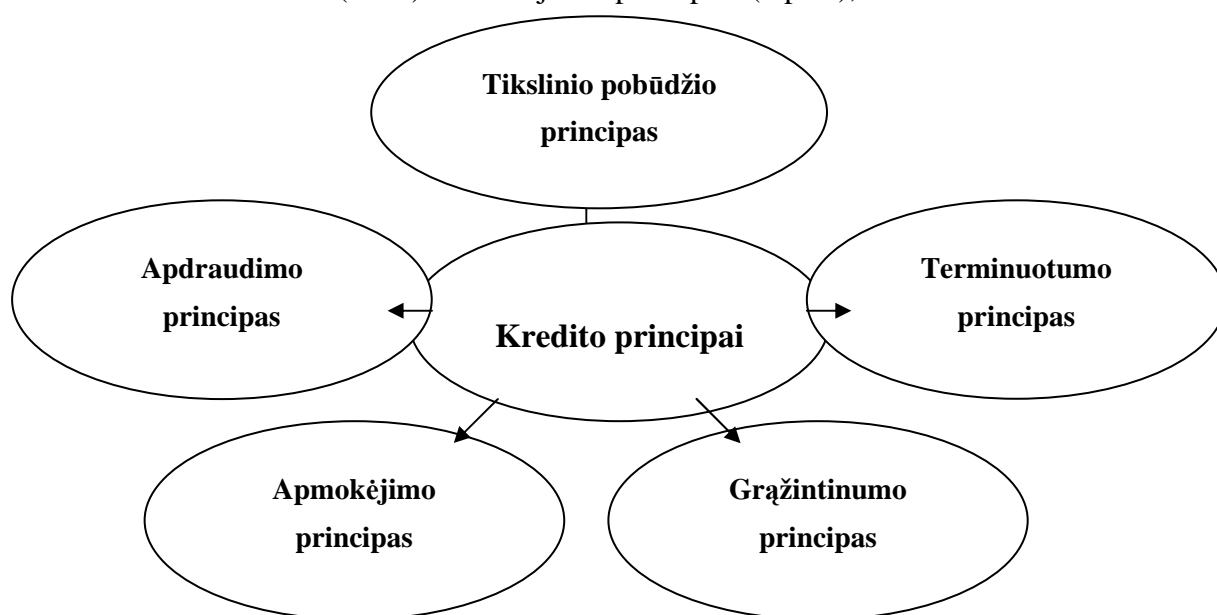 Tikslinio pobūdžio
principas
Apdraudimo
principas
Terminuotumo
principas
Kredito principai
Apmokėjimo
principas
Grąžintinumo
principas